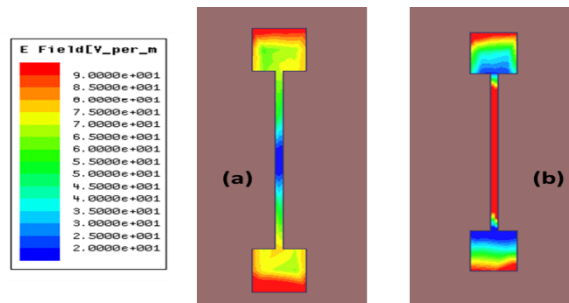 E Field[V_per_m
9.0000e+001
8.5000e+001
8.0000e+001
7.5000e+001
7.0000e+001
6.5000e+001
6.0000e+001
5.5000e+001
5.0000e+001
4.5000e+001
4.0000e+001
3.5000e+001
3.0000e+001
2.5000e+001
2.0000e+001
(a)
(b)